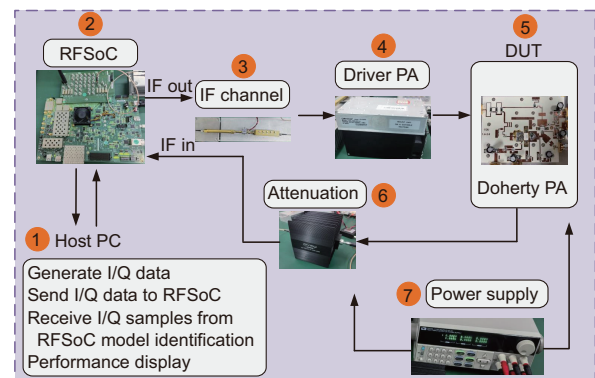 2
RFSoC
IF out
IF in
3
IF channel
4
Driver PA
5
DUT
Doherty PA
6
Attenuation
1 Host PC
Generate I/Q data
Send I/Q data to RFSoC
Receive I/Q samples from
RFSoC model identification
Performance display
7
Power supply